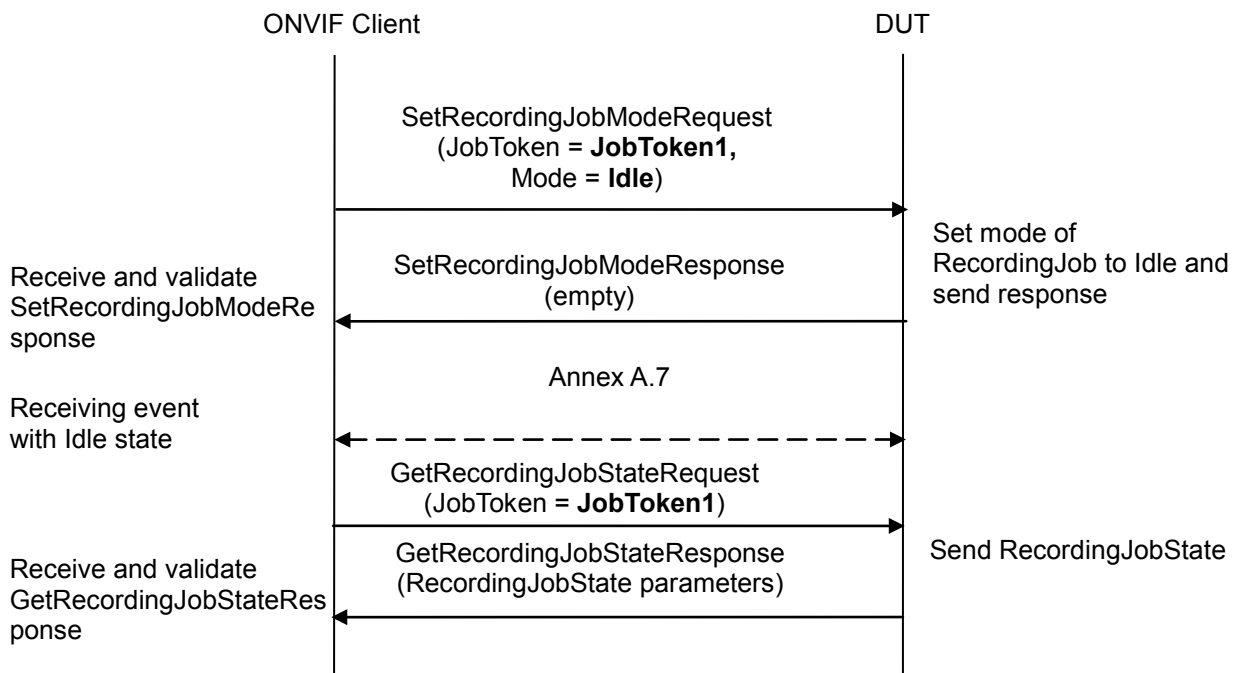 ONVIF Client
DUT
SetRecordingJobModeRequest
(JobToken = JobToken1,
Mode = Idle)
Set mode of
RecordingJob to Idle and
send response
SetRecordingJobModeResponse
(empty)
Receive and validate
SetRecordingJobModeRe
sponse
Annex A.7
Receiving event
with Idle state
GetRecordingJobStateRequest
(JobToken = JobToken1)
Send RecordingJobState
GetRecordingJobStateResponse
(RecordingJobState parameters)
Receive and validate
GetRecordingJobStateRes
ponse